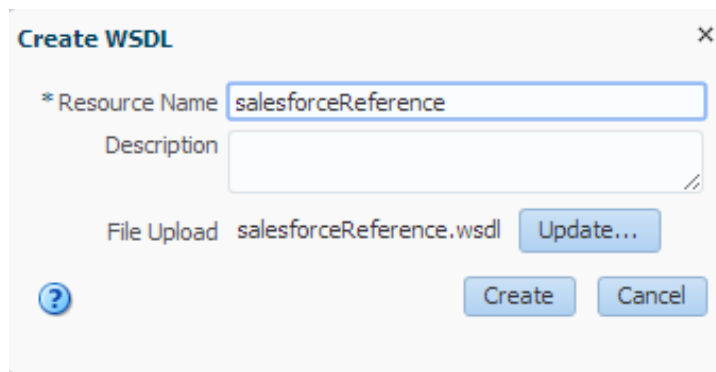 Create WSDL ×
* Resource Name salesforceReference
Description
File Upload salesforceReference.wsdl Update...
? Create Cancel